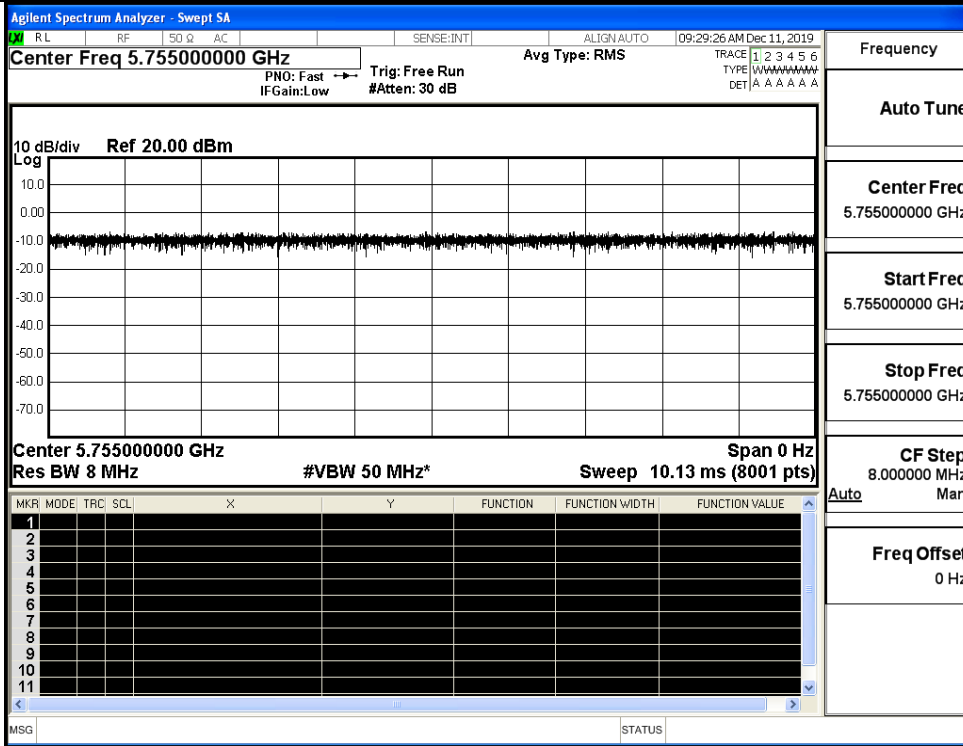 Agilent Spectrum Analyzer - Swept SA
LXI RL RF 50 Ω AC SENSE:INT ALIGN AUTO 09:29:26 AM Dec 11, 2019
Center Freq 5.755000000 GHz Avg Type: RMS TRACE 1 2 3 4 5 6
PNO: Fast Trig: Free Run TYPE WWWWWW
IFGain:Low #Atten: 30 dB DET A A A A A A
10 dB/div Ref 20.00 dBm
Log
10.0
0.00
-10.0
-20.0
-30.0
-40.0
-50.0
-60.0
-70.0
Center 5.755000000 GHz Span 0 Hz
Res BW 8 MHz #VBW 50 MHz* Sweep 10.13 ms (8001 pts)
MKR MODE TRC SCL X Y FUNCTION FUNCTION WIDTH FUNCTION VALUE
1
2
3
4
5
6
7
8
9
10
11
MSG STATUS
Frequency
Auto Tune
Center Freq
5.755000000 GHz
Start Freq
5.755000000 GHz
Stop Freq
5.755000000 GHz
CF Step
8.000000 MHz
Auto Man
Freq Offset
0 Hz